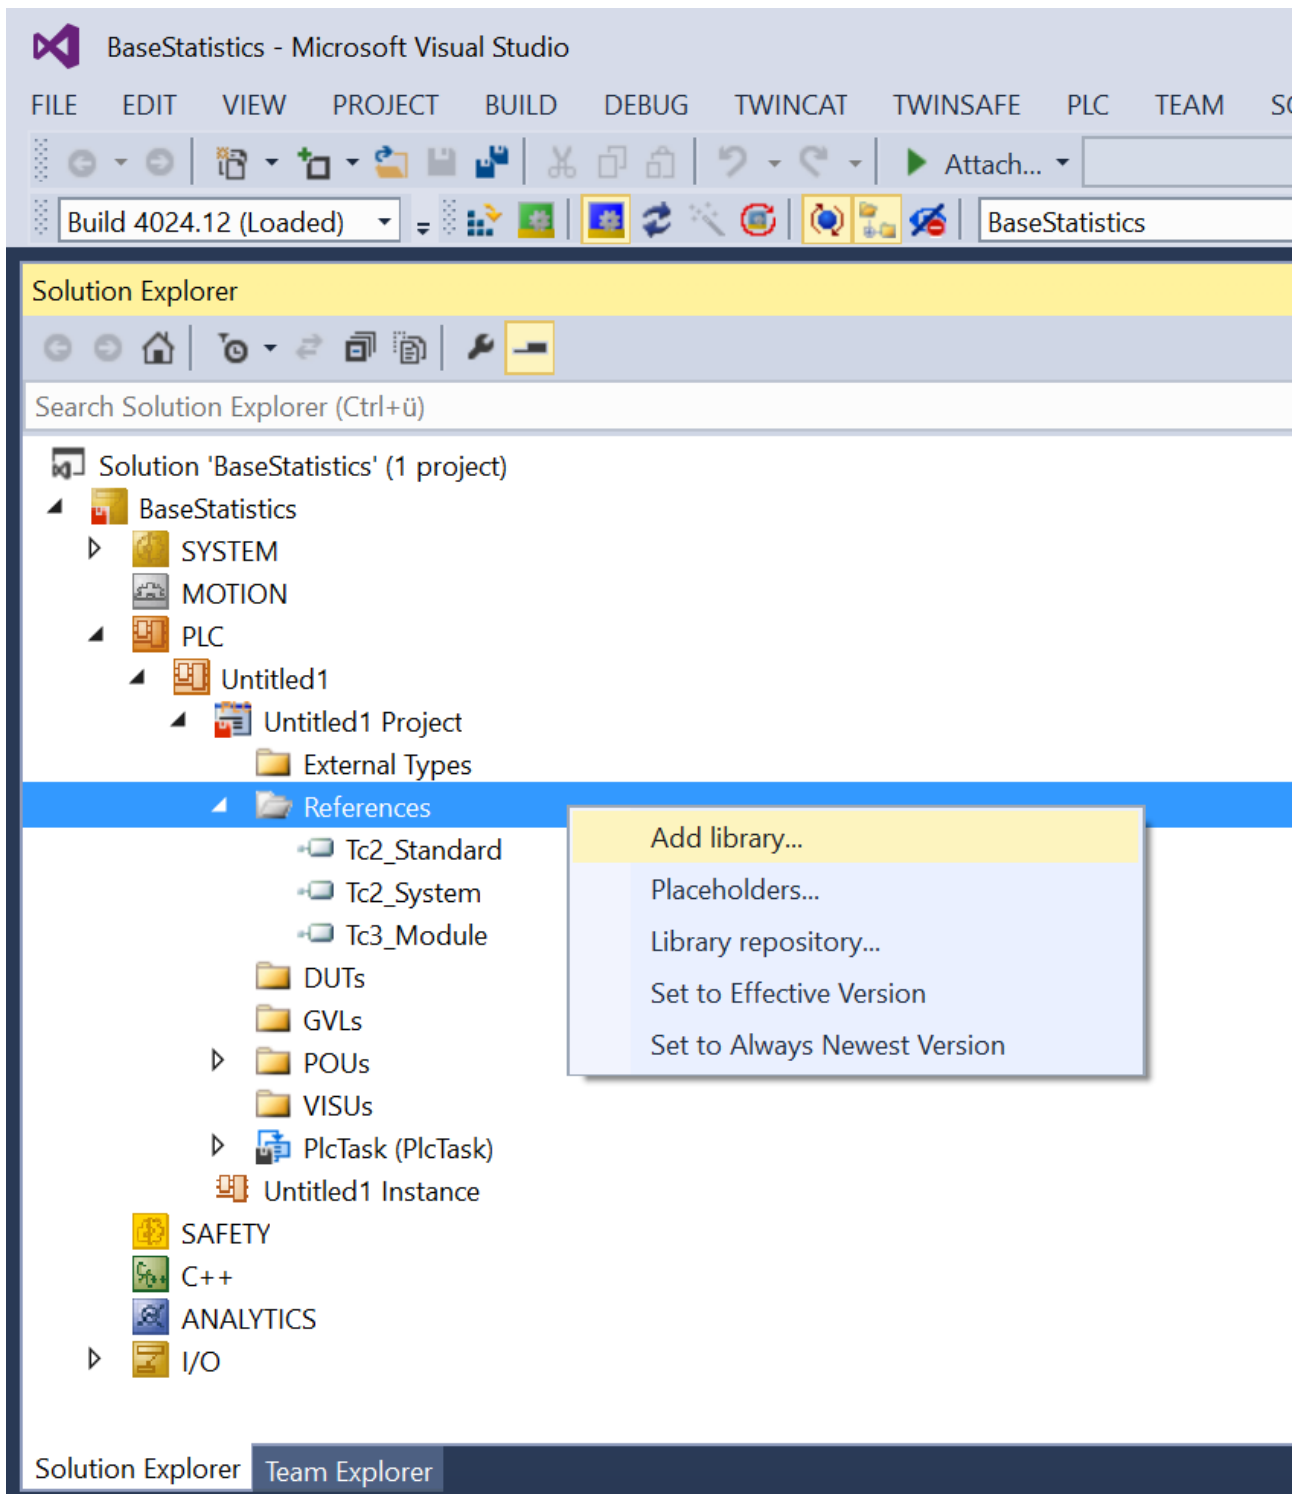 BaseStatistics - Microsoft Visual Studio
FILE EDIT VIEW PROJECT BUILD DEBUG TWINCAT TWINSAFE PLC TEAM
Attach...
Build 4024.12 (Loaded) BaseStatistics
Solution Explorer
Search Solution Explorer (Ctrl+ü)
Solution 'BaseStatistics' (1 project)
BaseStatistics
SYSTEM
MOTION
PLC
Untitled1
Untitled1 Project
External Types
References
Tc2_Standard
Tc2_System
Tc3_Module
DUTs
GVLs
POUs
VISUs
PlcTask (PlcTask)
Untitled1 Instance
SAFETY
C++
ANALYTICS
I/O
Add library...
Placeholders...
Library repository...
Set to Effective Version
Set to Always Newest Version
Solution Explorer Team Explorer